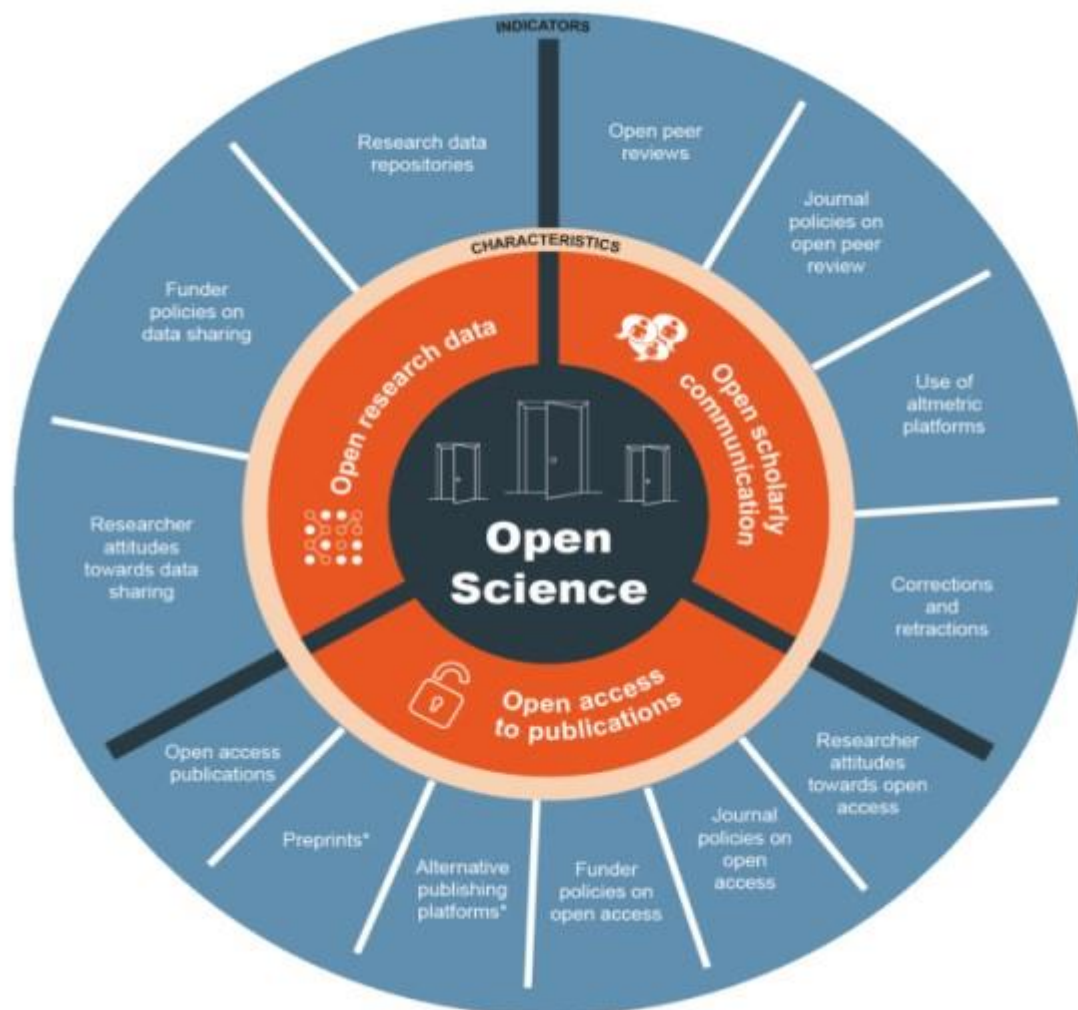 INDICATORS
Research data
repositories
Open peer
reviews
Journal
policies on
open peer
review
Funder
policies on
data sharing
Use of
altmetric
platforms
Researcher
attitudes
towards data
sharing
Corrections
and
retractions
CHARACTERISTICS
Open research data
Open scholarly
communication
Open
Science
Open access
to publications
Open access
publications
Preprints*
Alternative
publishing
platforms*
Funder
policies on
open access
Journal
policies on
open
access
Researcher
attitudes
towards open
access